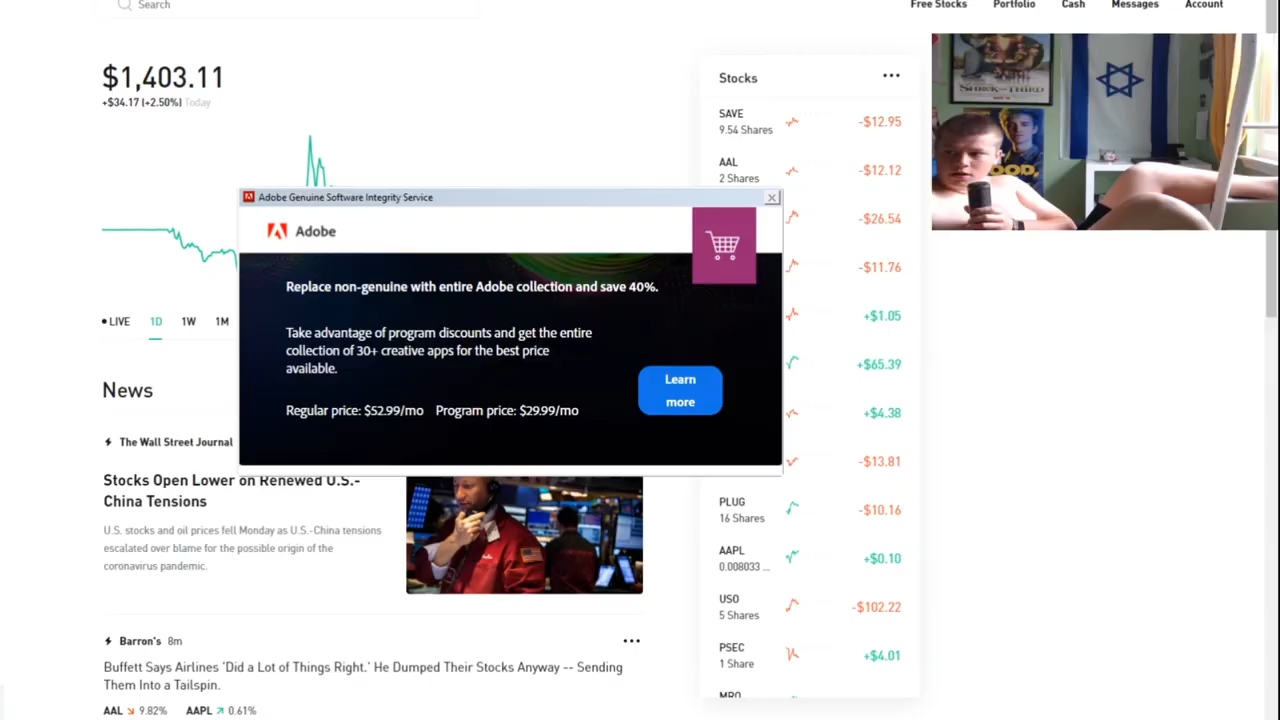 Search
Free Stocks
Portfolio
Cash
Messages
Account
$1,403.11
+$34.17 (+2.50%) Today
LIVE
1D
1W
1M
Stocks
SAVE
9.54 Shares
-$12.95
AAL
2 Shares
-$12.12
-$26.54
-$11.76
+$1.05
+$65.39
+$4.38
-$13.81
PLUG
16 Shares
-$10.16
AAPL
0.008033 ...
+$0.10
USO
5 Shares
-$102.22
PSEC
1 Share
+$4.01
MRO
Adobe Genuine Software Integrity Service
Adobe
Replace non-genuine with entire Adobe collection and save 40%.
Take advantage of program discounts and get the entire
collection of 30+ creative apps for the best price
available.
Regular price: $52.99/mo Program price: $29.99/mo
Learn
more
News
The Wall Street Journal
Stocks Open Lower on Renewed U.S.-
China Tensions
U.S. stocks and oil prices fell Monday as U.S.-China tensions
escalated over blame for the possible origin of the
coronavirus pandemic.
Barron's 8m
Buffett Says Airlines 'Did a Lot of Things Right.' He Dumped Their Stocks Anyway -- Sending
Them Into a Tailspin.
AAL 9.82% AAPL 0.61%
SHREK THE THIRD